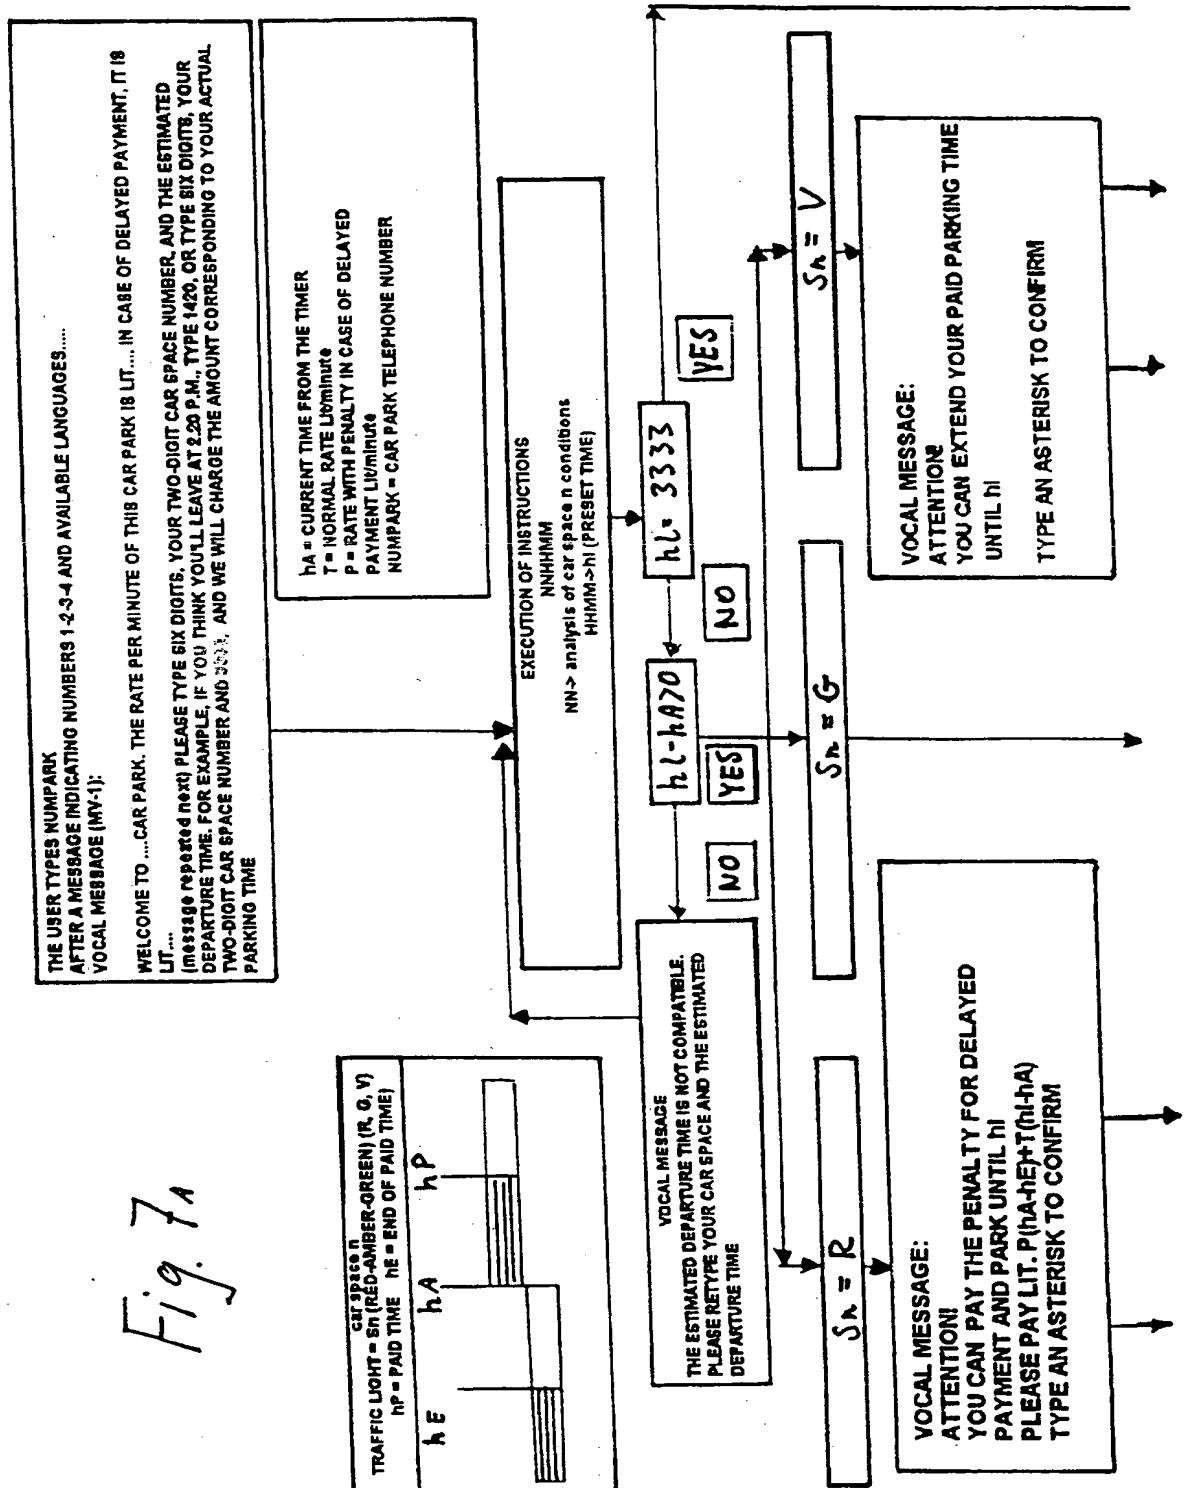 THE USER TYPES NUMPARK
AFTER A MESSAGE INDICATING NUMBERS 1-2-3-4 AND AVAILABLE LANGUAGES.....
VOCAL MESSAGE (MV-1):
WELCOME TO ....CAR PARK. THE RATE PER MINUTE OF THIS CAR PARK IS LIT.... IN CASE OF DELAYED PAYMENT, IT IS
LIT....
(message repeated next) PLEASE TYPE SIX DIGITS, YOUR TWO-DIGIT CAR SPACE NUMBER, AND THE ESTIMATED
DEPARTURE TIME. FOR EXAMPLE, IF YOU THINK YOU'LL LEAVE AT 2.20 P.M., TYPE 1420, OR TYPE SIX DIGITS, YOUR
TWO-DIGIT CAR SPACE NUMBER AND AND WE WILL CHARGE THE AMOUNT CORRESPONDING TO YOUR ACTUAL
PARKING TIME
hA = CURRENT TIME FROM THE TIMER
T = NORMAL RATE Lit/minute
P = RATE WITH PENALTY IN CASE OF DELAYED
PAYMENT Lit/minute
NUMPARK = CAR PARK TELEPHONE NUMBER
Fig. 7A
car space n
TRAFFIC LIGHT = Sn (RED-AMBER-GREEN) (R, G, V)
hP = PAID TIME hE = END OF PAID TIME)
hE hA hP
EXECUTION OF INSTRUCTIONS
NNHHMM
NN-> analysis of car space n conditions
HHMM->hl (PRESET TIME)
VOCAL MESSAGE
THE ESTIMATED DEPARTURE TIME IS NOT COMPATIBLE.
PLEASE RETYPE YOUR CAR SPACE AND THE ESTIMATED
DEPARTURE TIME
NO
hl-hA>0
YES
NO
hl = 3333
YES
Sn = R
Sn = G
Sn = V
VOCAL MESSAGE:
ATTENTION!
YOU CAN PAY THE PENALTY FOR DELAYED
PAYMENT AND PARK UNTIL hl
PLEASE PAY LIT. P(hA-hE)+T(hl-hA)
TYPE AN ASTERISK TO CONFIRM
VOCAL MESSAGE:
ATTENTION!
YOU CAN EXTEND YOUR PAID PARKING TIME
UNTIL hl
TYPE AN ASTERISK TO CONFIRM